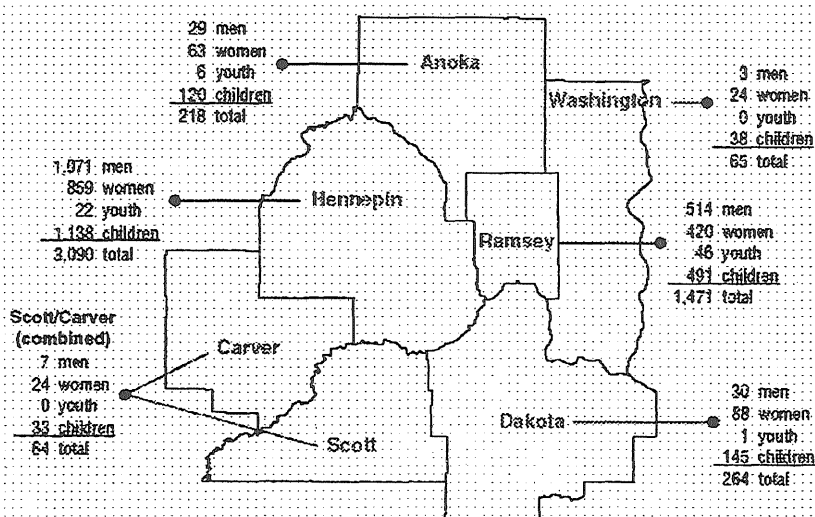 29 men
63 women
6 youth
120 children
218 total
Anoka
3 men
24 women
0 youth
38 children
65 total
Washington
1,071 men
859 women
22 youth
1,138 children
3,090 total
Hennepin
514 men
420 women
46 youth
491 children
1,471 total
Ramsey
Scott/Carver
(combined)
7 men
24 women
0 youth
33 children
64 total
Carver
Scott
Dakota
30 men
88 women
1 youth
145 children
264 total